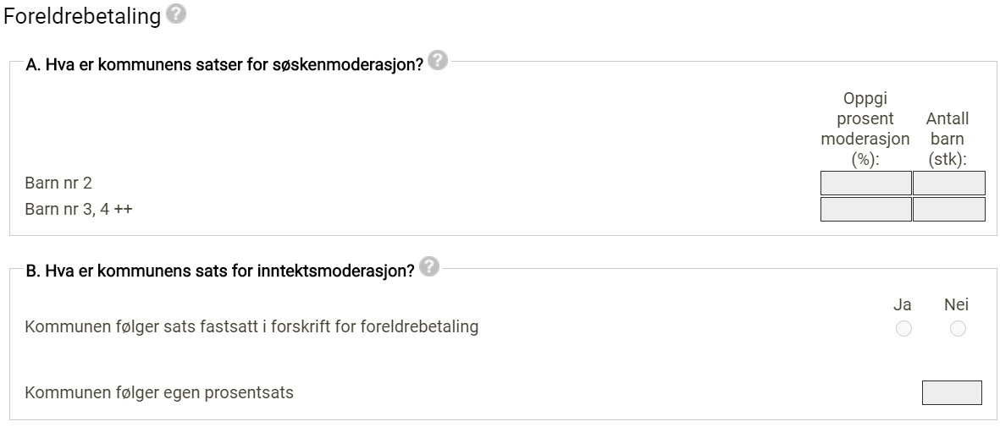 Foreldrebetaling ?
A. Hva er kommunens satser for søskenmoderasjon? ?
Oppgi
prosent Antall
moderasjon barn
(%): (stk):
Barn nr 2
Barn nr 3, 4 ++
B. Hva er kommunens sats for inntektsmoderasjon? ?
Ja Nei
Kommunen følger sats fastsatt i forskrift for foreldrebetaling
Kommunen følger egen prosentsats